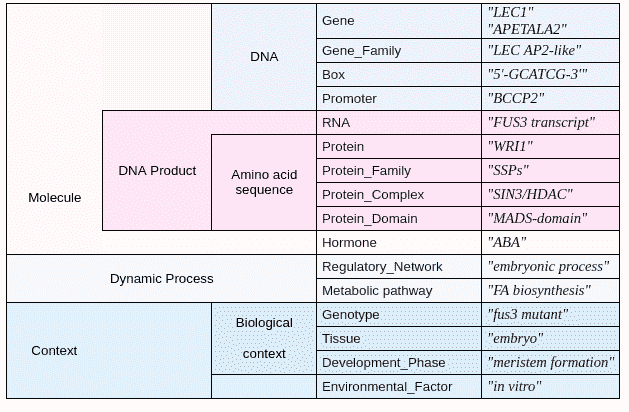 Molecule
DNA
Gene
"LEC1"
"APETALA2"
Gene_Family
"LEC AP2-like"
Box
"5'-GCATCG-3'"
Promoter
"BCCP2"
DNA Product
RNA
"FUS3 transcript"
Amino acid
sequence
Protein
"WRI1"
Protein_Family
"SSPs"
Protein_Complex
"SIN3/HDAC"
Protein_Domain
"MADS-domain"
Hormone
"ABA"
Dynamic Process
Regulatory_Network
"embryonic process"
Metabolic pathway
"FA biosynthesis"
Context
Biological
context
Genotype
"fus3 mutant"
Tissue
"embryo"
Development_Phase
"meristem formation"
Environmental_Factor
"in vitro"